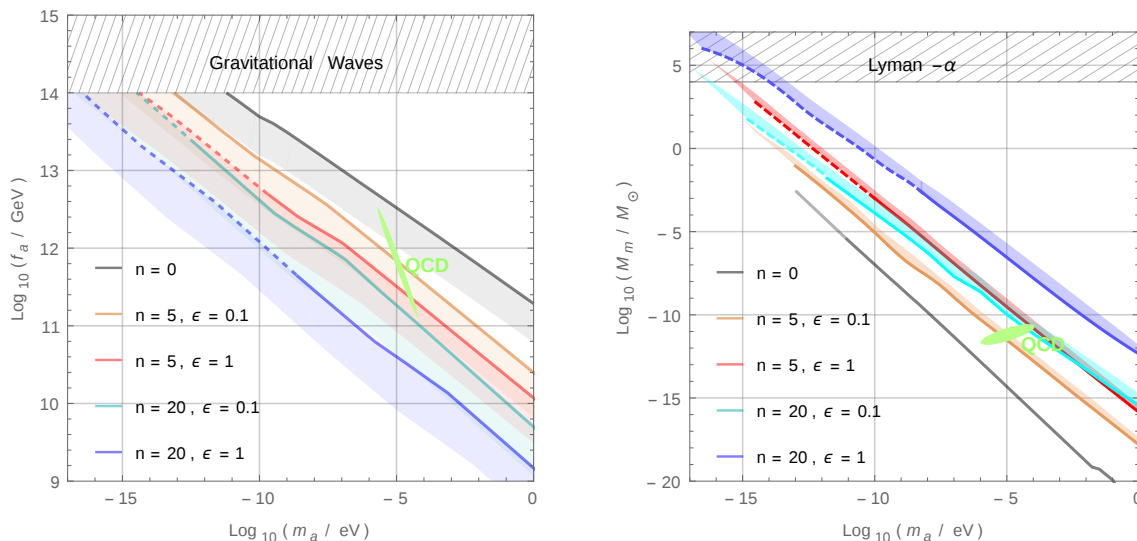 15
14
13
12
11
10
9
Log10 (fa / GeV)
Gravitational Waves
QCD
n = 0
n = 5 , ϵ = 0.1
n = 5 , ϵ = 1
n = 20 , ϵ = 0.1
n = 20 , ϵ = 1
-15 -10 -5 0
Log10 ( ma / eV)
5
0
-5
-10
-15
-20
Log10 ( Mm / M⊙ )
Lyman -α
QCD
n = 0
n = 5 , ϵ = 0.1
n = 5 , ϵ = 1
n = 20 , ϵ = 0.1
n = 20 , ϵ = 1
-15 -10 -5 0
Log10 ( ma / eV)